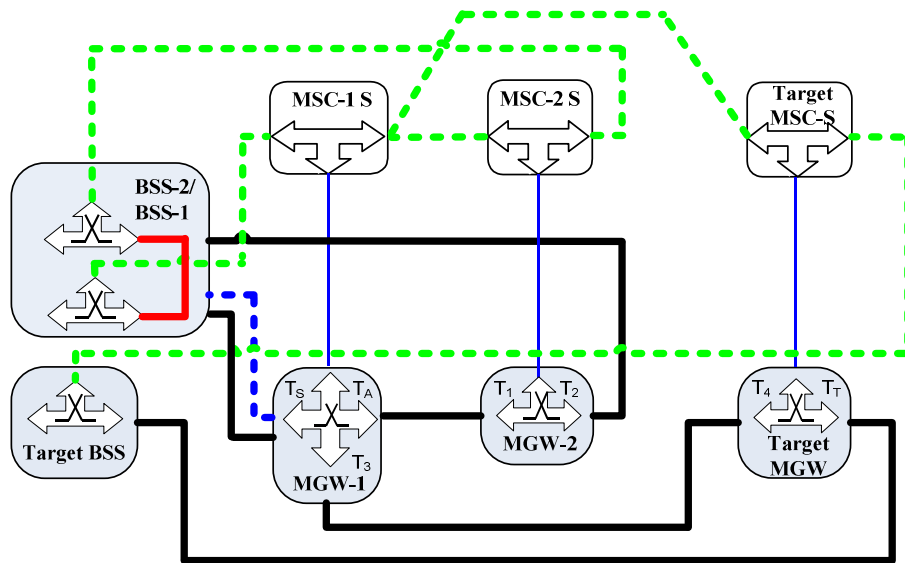 MSC-1 S
MSC-2 S
Target
MSC-S
BSS-2/
BSS-1
TS
TA
T3
MGW-1
T1
T2
MGW-2
T4
TT
Target
MGW
Target BSS